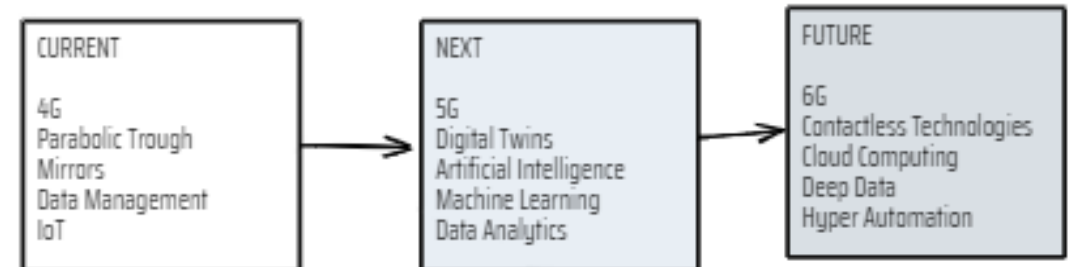 CURRENT
4G
Parabolic Trough
Mirrors
Data Management
IoT
NEXT
5G
Digital Twins
Artificial Intelligence
Machine Learning
Data Analytics
FUTURE
6G
Contactless Technologies
Cloud Computing
Deep Data
Hyper Automation